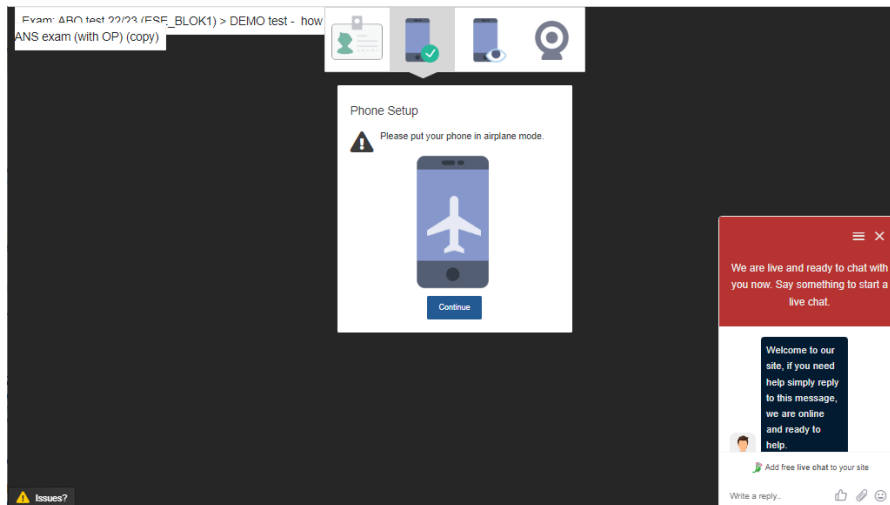 Exam: ABO test 22/23 (ESE_BLOK1) > DEMO test - how
ANS exam (with OP) (copy)
Phone Setup
Please put your phone in airplane mode.
Continue
We are live and ready to chat with
you now. Say something to start a
live chat.
Welcome to our
site, if you need
help simply reply
to this message,
we are online
and ready to
help.
Add free live chat to your site
Write a reply..
Issues?